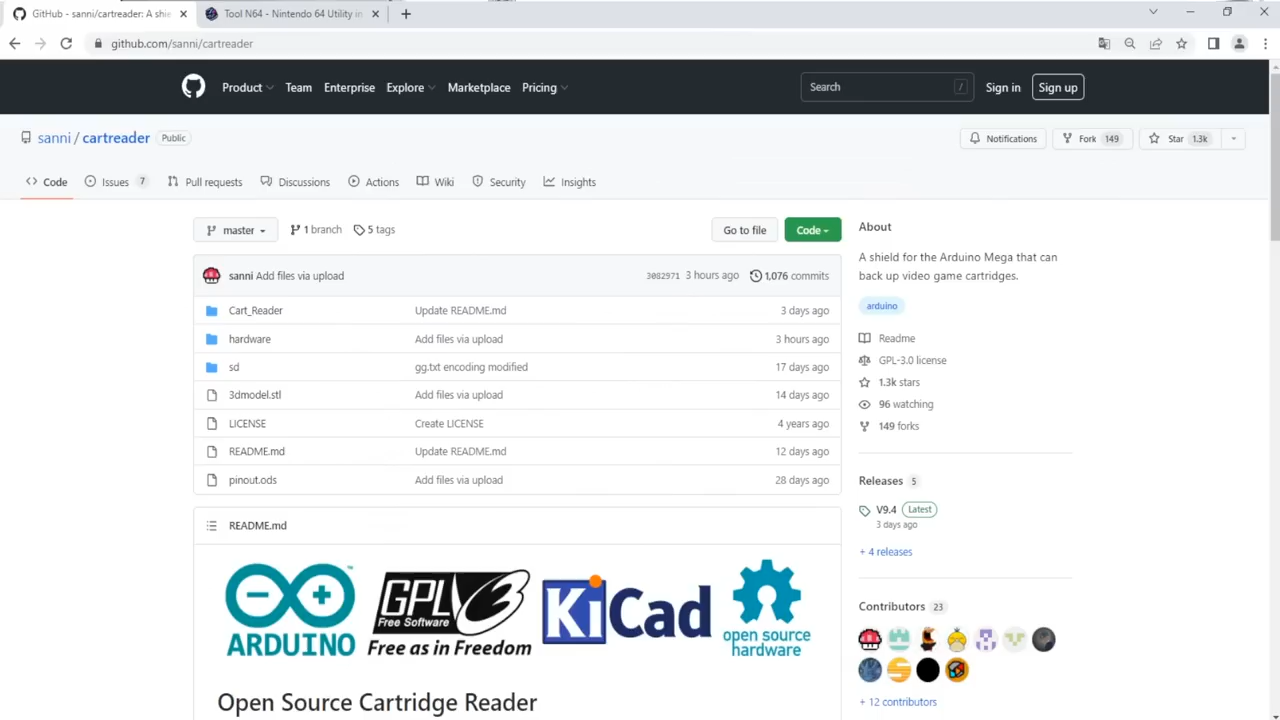 GitHub - sanni/cartreader: A shie
Tool N64 - Nintendo 64 Utility in
github.com/sanni/cartreader
Product Team Enterprise Explore Marketplace Pricing
Search /
Sign in Sign up
sanni / cartreader Public
Notifications Fork 149 Star 1.3k
Code Issues 7 Pull requests Discussions Actions Wiki Security Insights
master 1 branch 5 tags Go to file Code
sanni Add files via upload 3082971 3 hours ago 1,076 commits
Cart_Reader Update README.md 3 days ago
hardware Add files via upload 3 hours ago
sd gg.txt encoding modified 17 days ago
3dmodel.stl Add files via upload 14 days ago
LICENSE Create LICENSE 4 years ago
README.md Update README.md 12 days ago
pinout.ods Add files via upload 28 days ago
README.md
ARDUINO
GPL 3
Free Software
Free as in Freedom
KiCad
open source
hardware
Open Source Cartridge Reader
About
A shield for the Arduino Mega that can
back up video game cartridges.
arduino
Readme
GPL-3.0 license
1.3k stars
96 watching
149 forks
Releases 5
V9.4 Latest
3 days ago
+ 4 releases
Contributors 23
+ 12 contributors